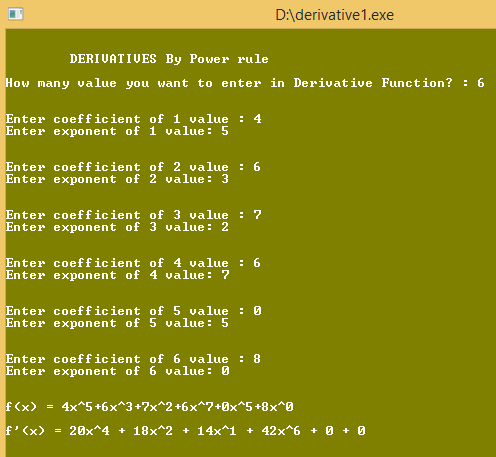 D:\derivative1.exe
DERIVATIVES By Power rule
How many value you want to enter in Derivative Function? : 6
Enter coefficient of 1 value : 4
Enter exponent of 1 value: 5
Enter coefficient of 2 value : 6
Enter exponent of 2 value: 3
Enter coefficient of 3 value : 7
Enter exponent of 3 value: 2
Enter coefficient of 4 value : 6
Enter exponent of 4 value: 7
Enter coefficient of 5 value : 0
Enter exponent of 5 value: 5
Enter coefficient of 6 value : 8
Enter exponent of 6 value: 0
f(x) = 4x^5+6x^3+7x^2+6x^7+0x^5+8x^0
f'(x) = 20x^4 + 18x^2 + 14x^1 + 42x^6 + 0 + 0